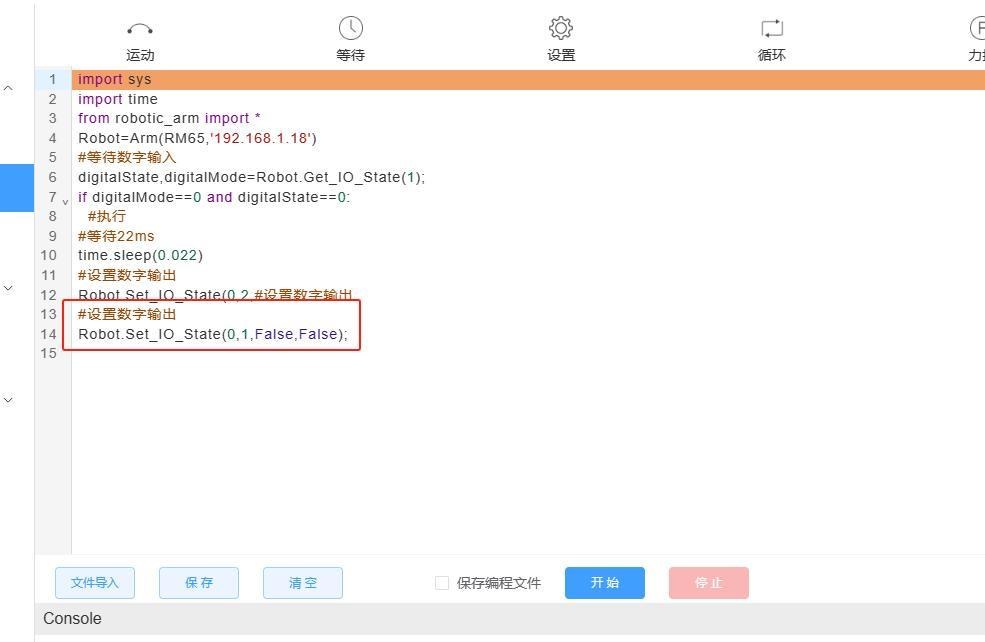 运动 等待 设置 循环
1 import sys
2 import time
3 from robotic_arm import *
4 Robot=Arm(RM65,'192.168.1.18')
5 #等待数字输入
6 digitalState,digitalMode=Robot.Get_IO_State(1);
7 if digitalMode==0 and digitalState==0:
8 #执行
9 #等待22ms
10 time.sleep(0.022)
11 #设置数字输出
12 Robot.Set_IO_State(0,2,#设置数字输出
13 #设置数字输出
14 Robot.Set_IO_State(0,1,False,False);
15
文件导入 保存 清空 保存编程文件 开始 停止
Console